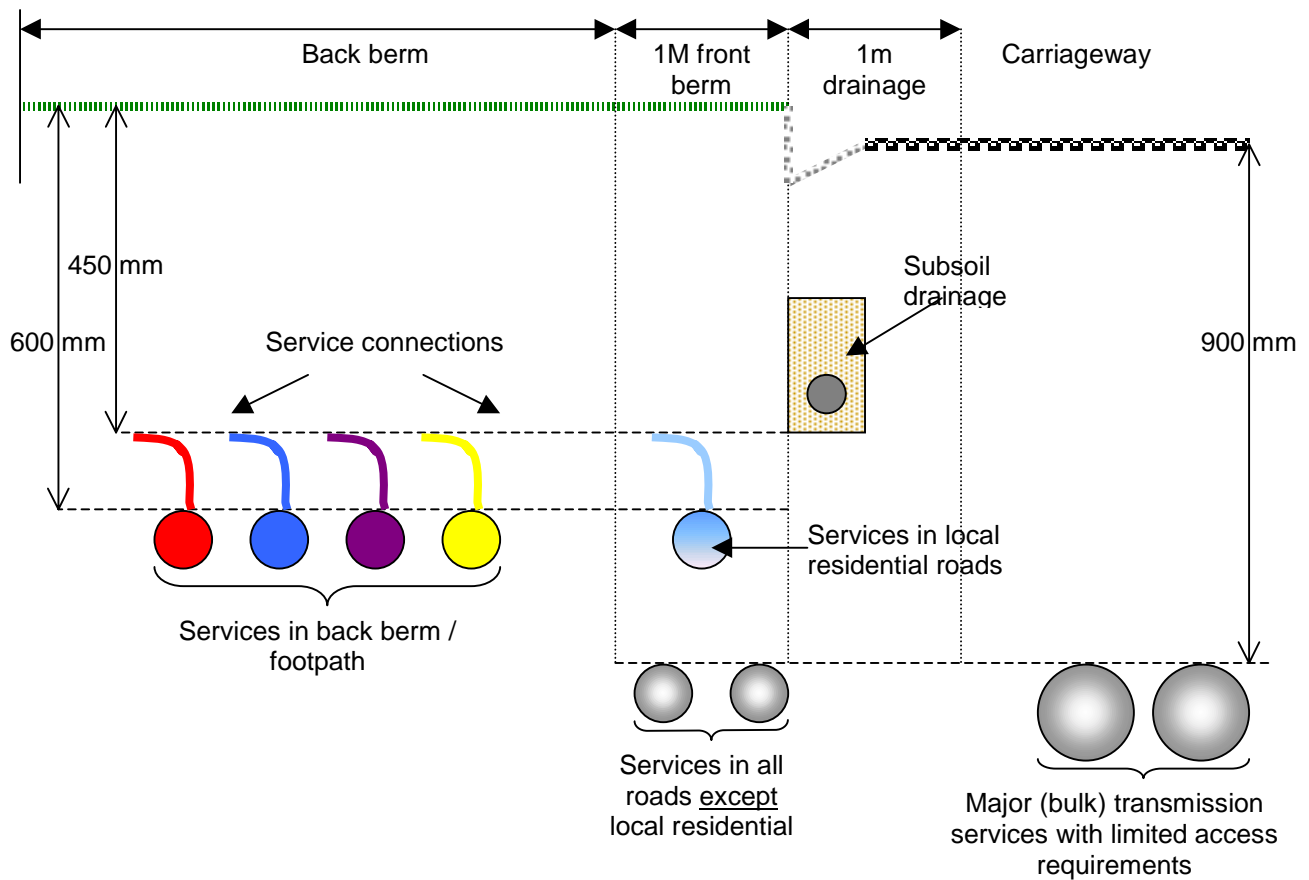 Back berm
1M front
berm
1m
drainage
Carriageway
450 mm
Subsoil
drainage
600 mm
Service connections
900 mm
Services in local
residential roads
Services in back berm /
footpath
Services in all
roads except
local residential
Major (bulk) transmission
services with limited access
requirements